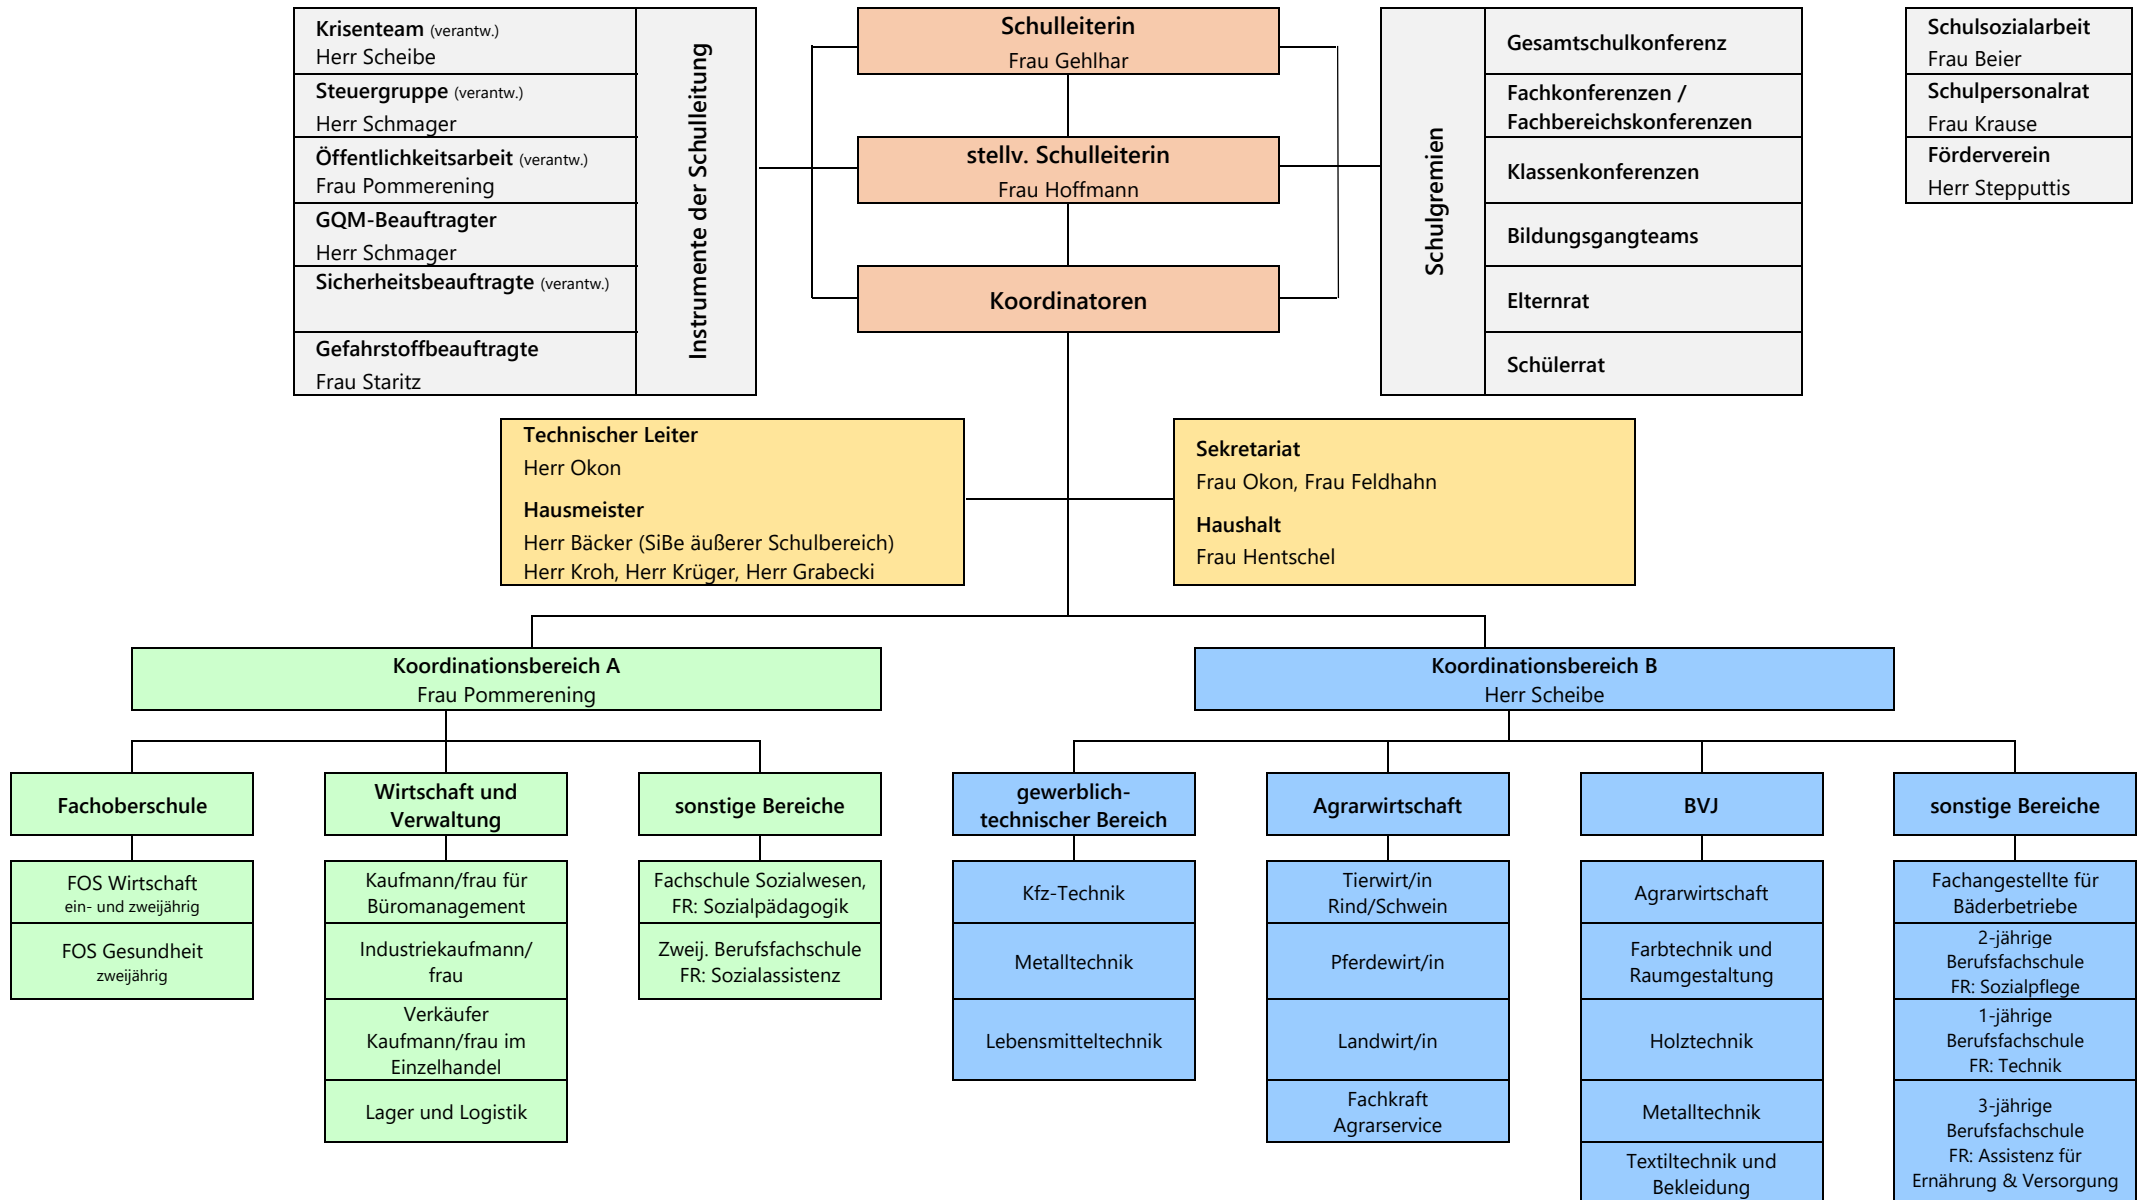 Krisenteam (verantw.)
Herr Scheibe
Steuergruppe (verantw.)
Herr Schmager
Öffentlichkeitsarbeit (verantw.)
Frau Pommerening
GQM-Beauftragter
Herr Schmager
Sicherheitsbeauftragte (verantw.)
Gefahrstoffbeauftragte
Frau Staritz
Instrumente der Schulleitung
Schulleiterin
Frau Gehlhar
stellv. Schulleiterin
Frau Hoffmann
Koordinatoren
Schulgremien
Gesamtschulkonferenz
Fachkonferenzen /
Fachbereichskonferenzen
Klassenkonferenzen
Bildungsgangteams
Elternrat
Schülerrat
Schulsozialarbeit
Frau Beier
Schulpersonalrat
Frau Krause
Förderverein
Herr Stepputtis
Technischer Leiter
Herr Okon
Hausmeister
Herr Bäcker (SiBe äußerer Schulbereich)
Herr Kroh, Herr Krüger, Herr Grabecki
Sekretariat
Frau Okon, Frau Feldhahn
Haushalt
Frau Hentschel
Koordinationsbereich A
Frau Pommerening
Koordinationsbereich B
Herr Scheibe
Fachoberschule
FOS Wirtschaft
ein- und zweijährig
FOS Gesundheit
zweijährig
Wirtschaft und
Verwaltung
Kaufmann/frau für
Büromanagement
Industriekaufmann/
frau
Verkäufer
Kaufmann/frau im
Einzelhandel
Lager und Logistik
sonstige Bereiche
Fachschule Sozialwesen,
FR: Sozialpädagogik
Zweij. Berufsfachschule
FR: Sozialassistenz
gewerblich-
technischer Bereich
Kfz-Technik
Metalltechnik
Lebensmitteltechnik
Agrarwirtschaft
Tierwirt/in
Rind/Schwein
Pferdewirt/in
Landwirt/in
Fachkraft
Agrarservice
BVJ
Agrarwirtschaft
Farbtechnik und
Raumgestaltung
Holztechnik
Metalltechnik
Textiltechnik und
Bekleidung
sonstige Bereiche
Fachangestellte für
Bäderbetriebe
2-jährige
Berufsfachschule
FR: Sozialpflege
1-jährige
Berufsfachschule
FR: Technik
3-jährige
Berufsfachschule
FR: Assistenz für
Ernährung & Versorgung